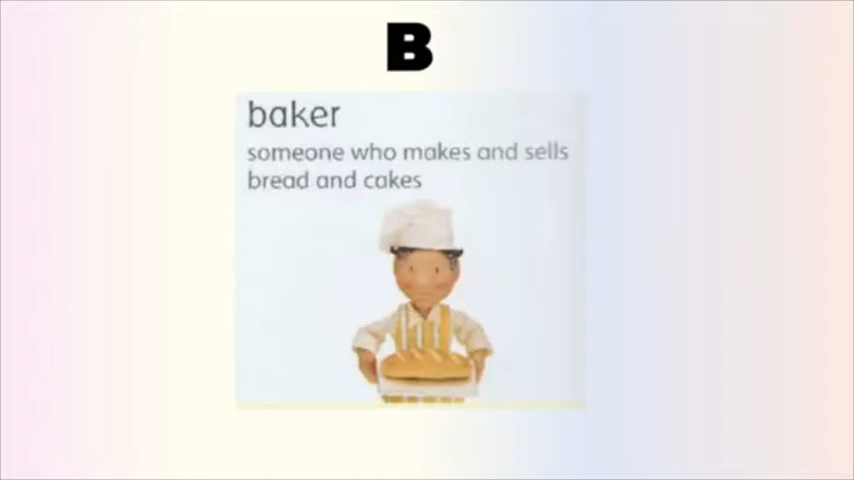 B
baker
someone who makes and sells
bread and cakes